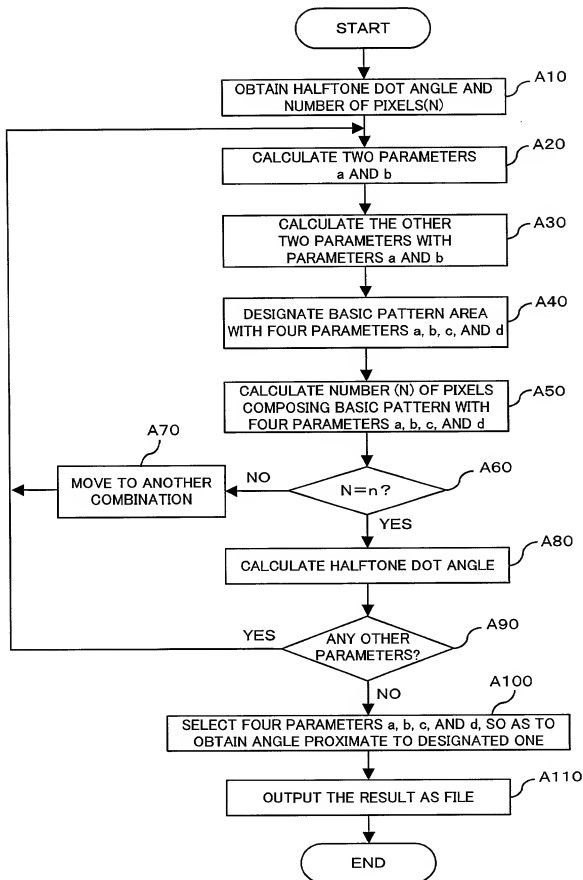 START
A10
OBTAIN HALFTONE DOT ANGLE AND
NUMBER OF PIXELS(N)
A20
CALCULATE TWO PARAMETERS
a AND b
A30
CALCULATE THE OTHER
TWO PARAMETERS WITH
PARAMETERS a AND b
A40
DESIGNATE BASIC PATTERN AREA
WITH FOUR PARAMETERS a, b, c, AND d
A50
CALCULATE NUMBER (N) OF PIXELS
COMPOSING BASIC PATTERN WITH
FOUR PARAMETERS a, b, c, AND d
A70
MOVE TO ANOTHER
COMBINATION
NO
A60
N=n?
YES
A80
CALCULATE HALFTONE DOT ANGLE
YES
A90
ANY OTHER
PARAMETERS?
NO
A100
SELECT FOUR PARAMETERS a, b, c, AND d, SO AS TO
OBTAIN ANGLE PROXIMATE TO DESIGNATED ONE
A110
OUTPUT THE RESULT AS FILE
END